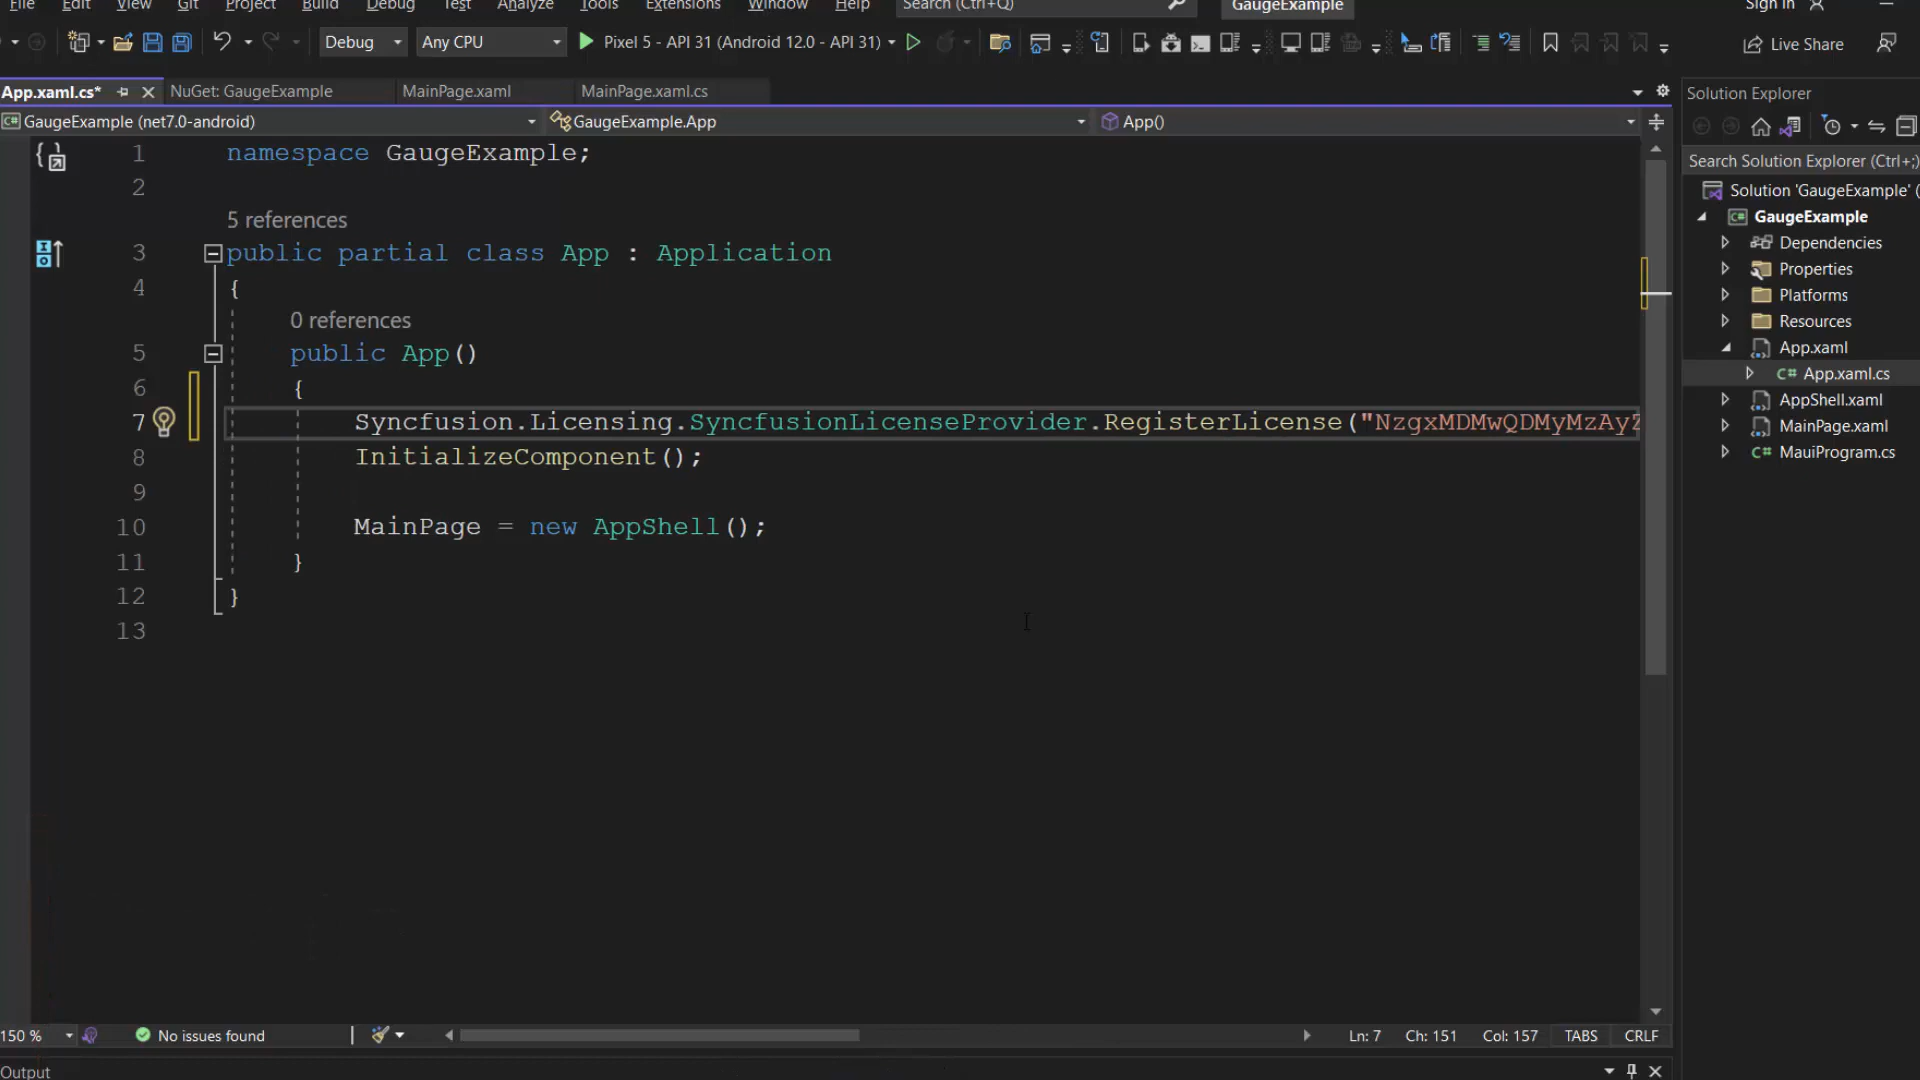 File Edit View Git Project Build Debug Test Analyze Tools Extensions Window Help Search (Ctrl+Q) GaugeExample Sign in
Debug Any CPU Pixel 5 - API 31 (Android 12.0 - API 31) Live Share
App.xaml.cs* NuGet: GaugeExample MainPage.xaml MainPage.xaml.cs
GaugeExample (net7.0-android) GaugeExample.App App()
1 namespace GaugeExample;
2
5 references
3 public partial class App : Application
4 {
0 references
5 public App()
6 {
7 Syncfusion.Licensing.SyncfusionLicenseProvider.RegisterLicense("NzgxMDMwQDMyMzAyZ
8 InitializeComponent();
9
10 MainPage = new AppShell();
11 }
12 }
13
150 % No issues found Ln: 7 Ch: 151 Col: 157 TABS CRLF
Output
Solution Explorer
Search Solution Explorer (Ctrl+;)
Solution 'GaugeExample' (
GaugeExample
Dependencies
Properties
Platforms
Resources
App.xaml
C# App.xaml.cs
AppShell.xaml
MainPage.xaml
C# MauiProgram.cs